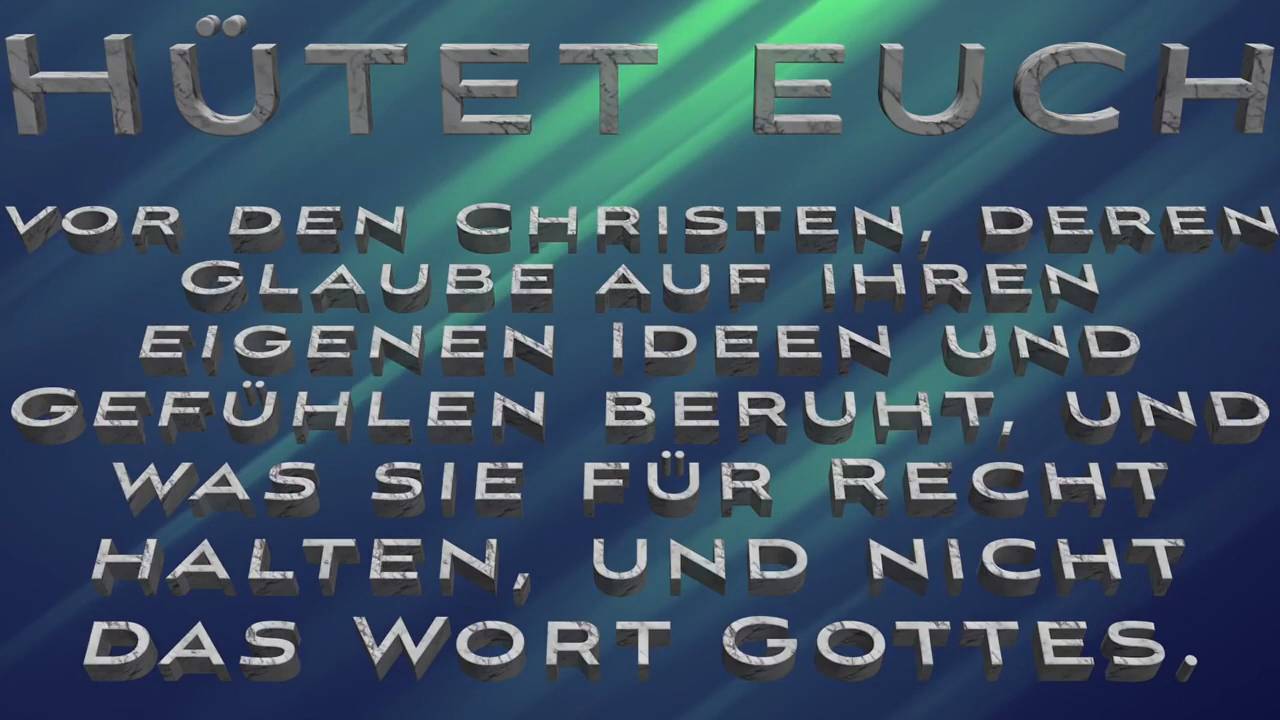 HÜTET EUCH
VOR DEN CHRISTEN, DEREN
GLAUBE AUF IHREN
EIGENEN IDEEN UND
GEFÜHLEN BERUHT, UND
WAS SIE FÜR RECHT
HALTEN, UND NICHT
DAS WORT GOTTES.